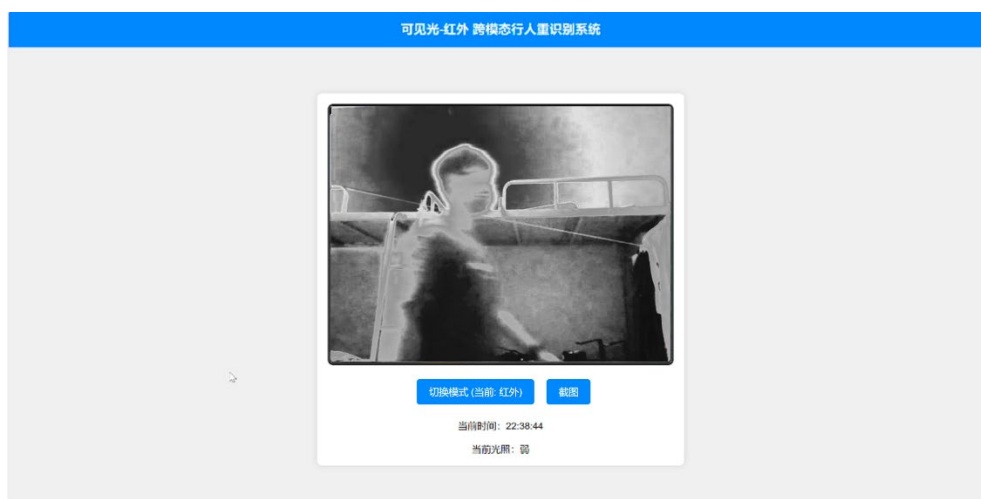 可见光-红外 跨模态行人重识别系统
切换模式 (当前: 红外) 截图
当前时间： 22:38:44
当前光照： 弱